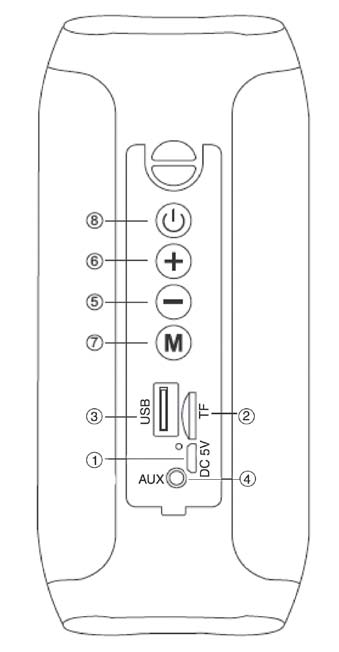 ⑧
⑥ +
⑤ −
⑦ M
③ USB TF ②
① DC 5V
AUX ④